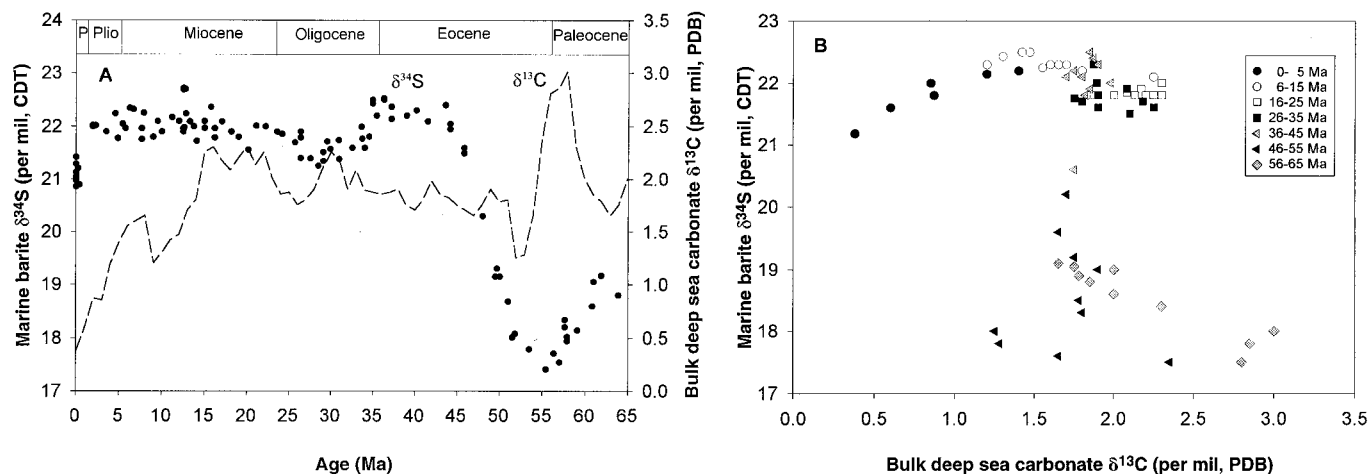 P Plio Miocene Oligocene Eocene Paleocene
A
δ34S
δ13C
24
23
22
21
20
19
18
17
Marine barite δ34S (per mil, CDT)
3.5
3.0
2.5
2.0
1.5
1.0
0.5
0.0
Bulk deep sea carbonate δ13C (per mil, PDB)
0 5 10 15 20 25 30 35 40 45 50 55 60 65
Age (Ma)
B
0- 5 Ma
6-15 Ma
16-25 Ma
26-35 Ma
36-45 Ma
46-55 Ma
56-65 Ma
23
22
21
20
19
18
17
Marine barite δ34S (per mil, CDT)
0.0 0.5 1.0 1.5 2.0 2.5 3.0 3.5
Bulk deep sea carbonate δ13C (per mil, PDB)